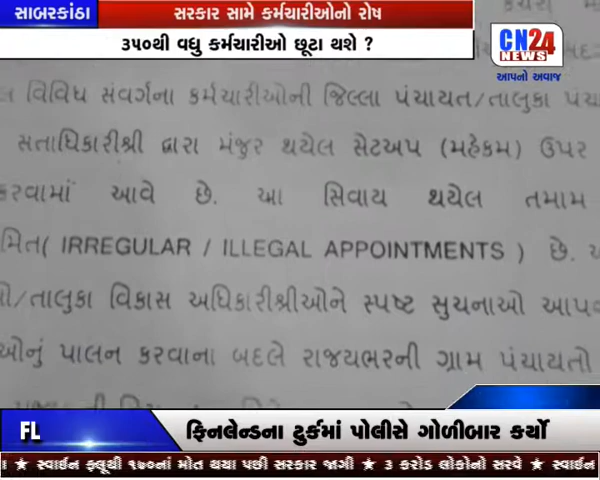 સાબરકાંઠા
સરકાર સામે કર્મચારીઓનો રોષ
૩૫૦થી વધુ કર્મચારીઓ છૂટા થશે ?
CN24
NEWS
આપનો અવાજ
વિવિધ સંવર્ગના કર્મચારીઓની જિલ્લા પંચાયત/તાલુકા પંચા
સતાધિકારીશ્રી દ્વારા મંજુર થયેલ સેટઅપ (મહેકમ) ઉપર
કરવામાં આવે છે. આ સિવાય થયેલ તમામ
મિત( IRREGULAR / ILLEGAL APPOINTMENTS ) છે.
ઓ/તાલુકા વિકાસ અધિકારીશ્રીઓને સ્પષ્ટ સુચનાઓ આપવ
ઓનું પાલન કરવાના બદલે રાજયભરની ગ્રામ પંચાયતો
FL
ફિનલેન્ડના ટુર્કમાં પોલીસે ગોળીબાર કર્યો
★ સ્વાઈન ફ્લૂથી ૧૭૦નાં મોત થયા પછી સરકાર જાગી ★ ૩ કરોડ લોકોનો સરવે ★ સ્વાઈન